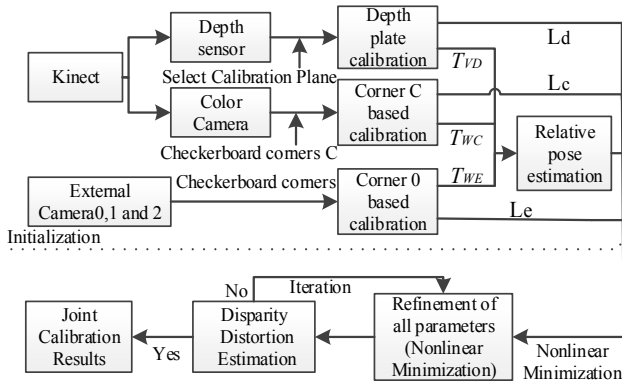 Kinect
Depth
sensor
Select Calibration Plane
Depth
plate
calibration
Ld
TVD
Color
Camera
Checkerboard corners C
Corner C
based
calibration
Lc
TWC
Relative
pose
estimation
External
Camera0,1 and 2
Checkerboard corners
Corner 0
based
calibration
TWE
Le
Initialization
No
Iteration
Joint
Calibration
Results
Yes
Disparity
Distortion
Estimation
Refinement of
all parameters
(Nonlinear
Minimization)
Nonlinear
Minimization